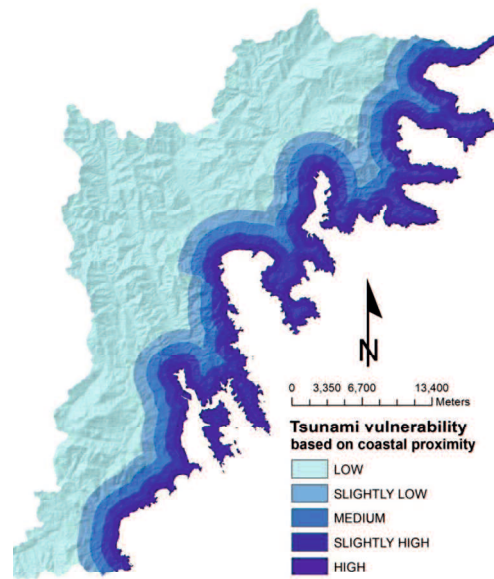 N
0 3,350 6,700 13,400
Meters
Tsunami vulnerability
based on coastal proximity
LOW
SLIGHTLY LOW
MEDIUM
SLIGHTLY HIGH
HIGH